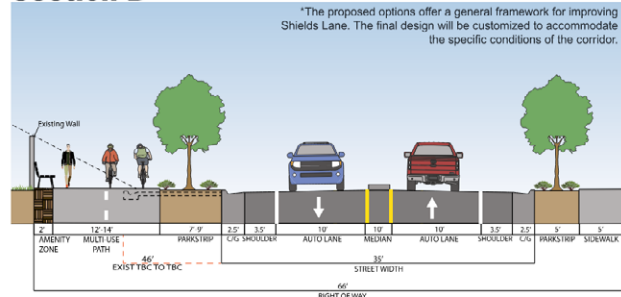 *The proposed options offer a general framework for improving
Shields Lane. The final design will be customized to accommodate
the specific conditions of the corridor.
Existing Wall
2' 12'-14' 7'-9' 2.5' 3.5' 10' 10' 10' 3.5' 2.5' 5' 5'
AMENITY ZONE MULTI USE PATH PARKSTRIP C/G SHOULDER AUTO LANE MEDIAN AUTO LANE SHOULDER C/G PARKSTRIP SIDEWALK
46' 35'
EXIST TBC TO TBC STREET WIDTH
66'
RIGHT OF WAY